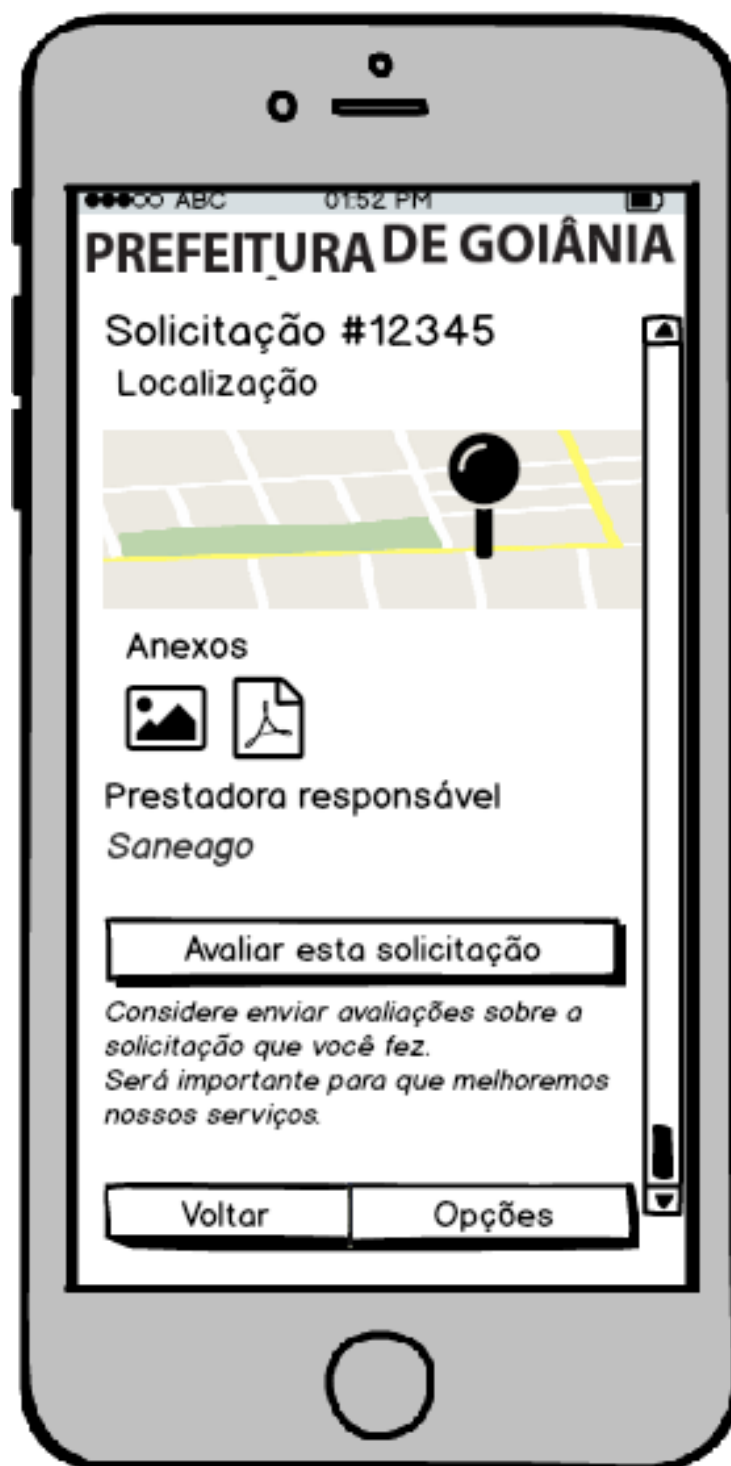 ABC 01:52 PM
PREFEITURA DE GOIÂNIA
Solicitação #12345
Localização
Anexos
Prestadora responsável
Saneago
Avaliar esta solicitação
Considere enviar avaliações sobre a
solicitação que você fez.
Será importante para que melhoremos
nossos serviços.
Voltar Opções